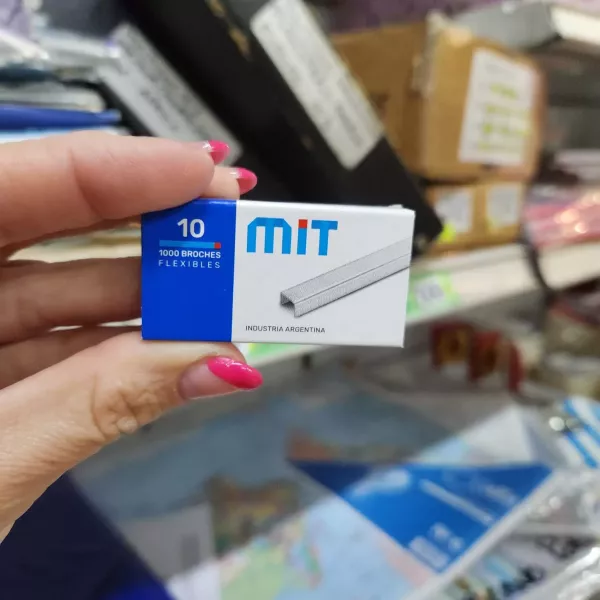 10
1000 BROCHES
FLEXIBLES
MIT
INDUSTRIA ARGENTINA